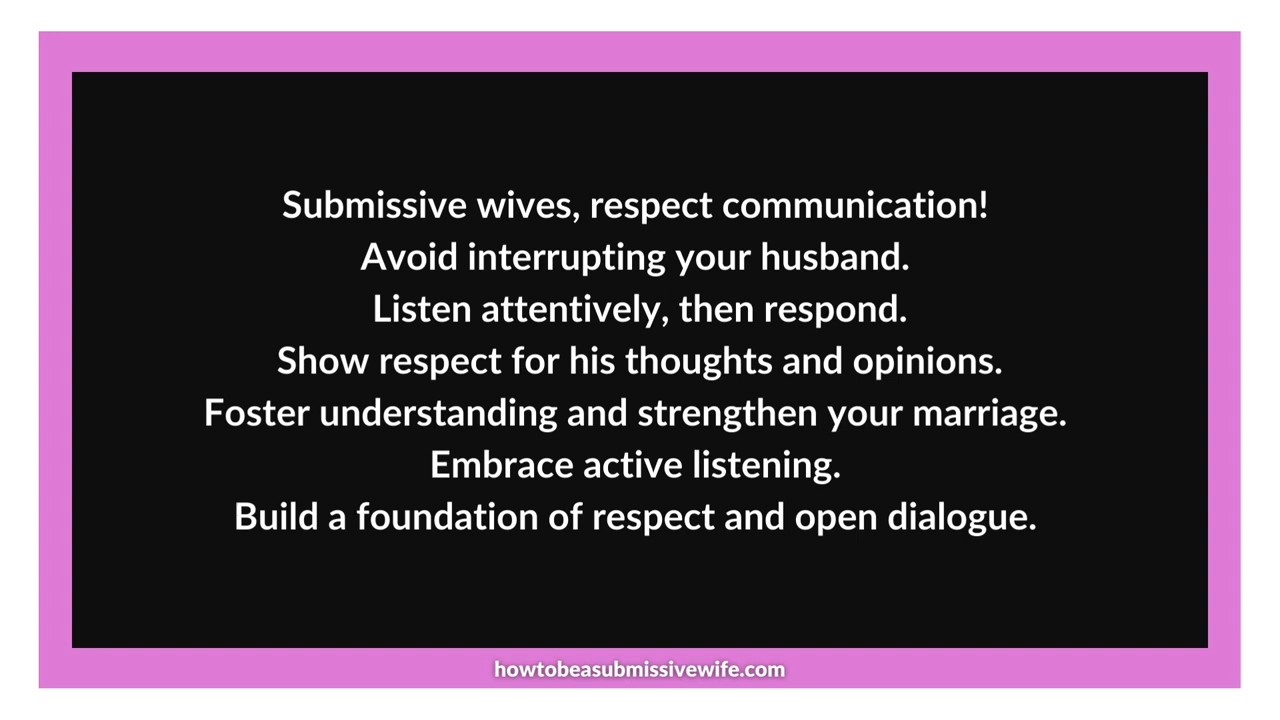 Submissive wives, respect communication!
Avoid interrupting your husband.
Listen attentively, then respond.
Show respect for his thoughts and opinions.
Foster understanding and strengthen your marriage.
Embrace active listening.
Build a foundation of respect and open dialogue.
howtobeasubmissivewife.com